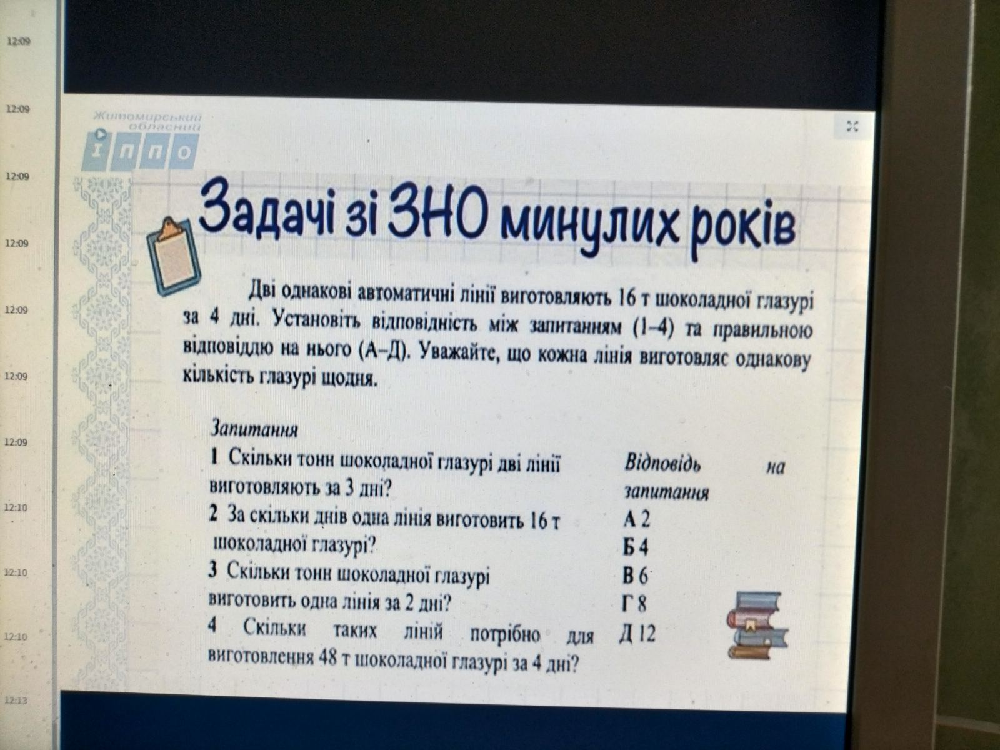 12:09
12:09
12:09
12:09
12:09
12:09
12:09
12:10
12:10
12:10
12:13
Житомирський
обласний
ІППО
Задачі зі ЗНО минулих років
Дві однакові автоматичні лінії виготовляють 16 т шоколадної глазурі
за 4 дні. Установіть відповідність між запитанням (1–4) та правильною
відповіддю на нього (А–Д). Уважайте, що кожна лінія виготовляє однакову
кількість глазурі щодня.
Запитання
1 Скільки тонн шоколадної глазурі дві лінії
виготовляють за 3 дні?
2 За скільки днів одна лінія виготовить 16 т
шоколадної глазурі?
3 Скільки тонн шоколадної глазурі
виготовить одна лінія за 2 дні?
4 Скільки таких ліній потрібно для
виготовлення 48 т шоколадної глазурі за 4 дні?
Відповідь на
запитання
А 2
Б 4
В 6
Г 8
Д 12